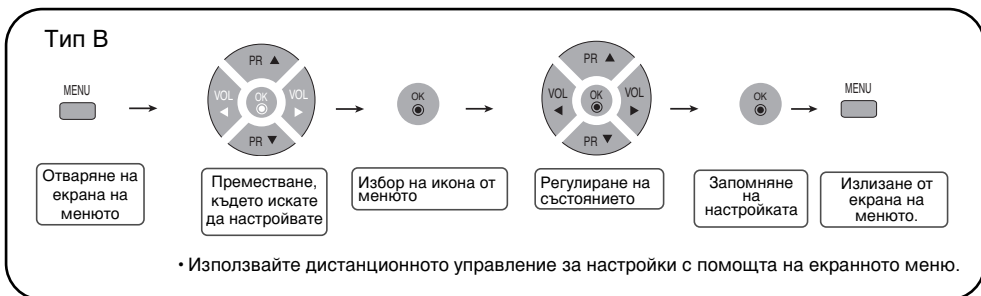 Тип B
MENU
PR ▲
VOL ◄
OK
VOL ►
PR ▼
OK
PR ▲
VOL ◄
OK
VOL ►
PR ▼
OK
MENU
Отваряне на
екрана на
менюто
Преместване,
където искате
да настройвате
Избор на икона от
менюто
Регулиране на
състоянието
Запомняне
на
настройката
Излизане от
екрана на
менюто.
• Използвайте дистанционното управление за настройки с помощта на екранното меню.